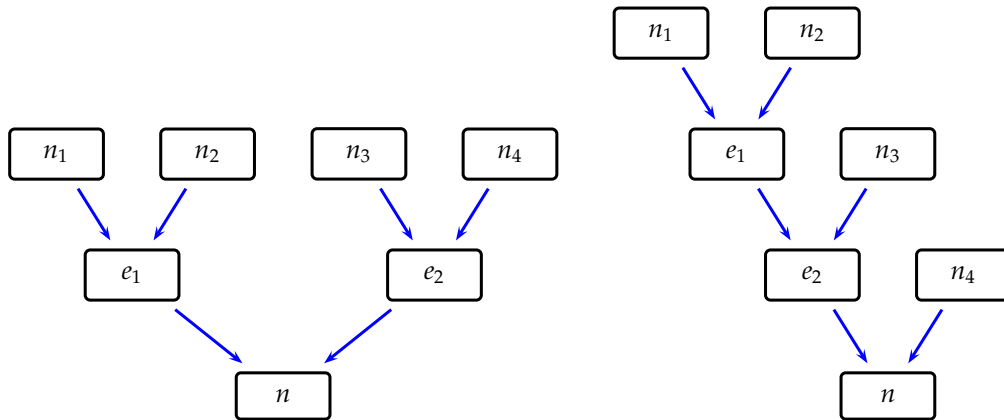 n₁ n₂
n₁ n₂ n₃ n₄ e₁ n₃
e₁ e₂ e₂ n₄
n n